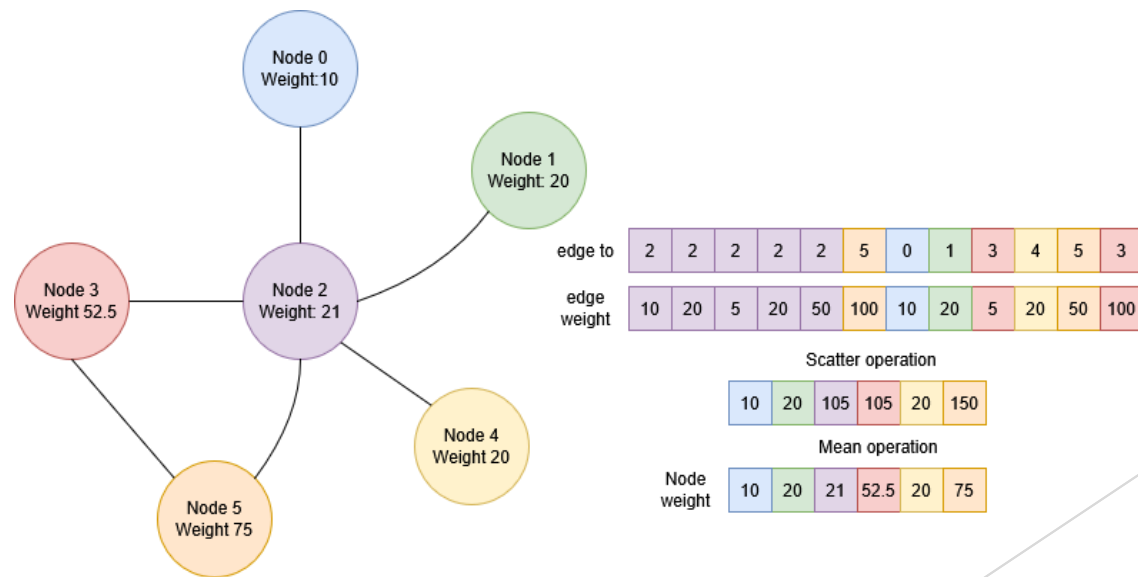 Node 0
Weight:10
Node 1
Weight: 20
Node 3
Weight 52.5
Node 2
Weight: 21
Node 4
Weight 20
Node 5
Weight 75
edge to 2 2 2 2 2 5 0 1 3 4 5 3
edge
weight 10 20 5 20 50 100 10 20 5 20 50 100
Scatter operation
10 20 105 105 20 150
Mean operation
Node
weight 10 20 21 52.5 20 75